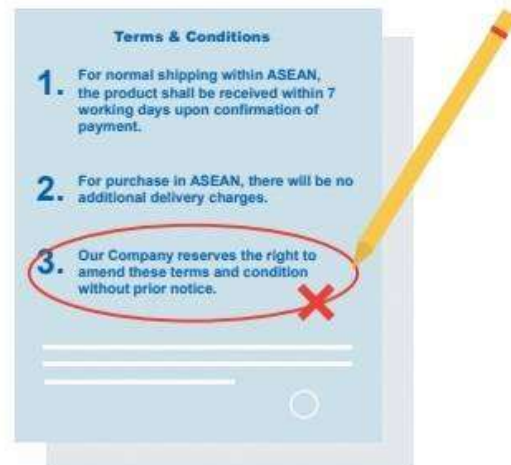 Terms & Conditions
1. For normal shipping within ASEAN,
the product shall be received within 7
working days upon confirmation of
payment.
2. For purchase in ASEAN, there will be no
additional delivery charges.
3. Our Company reserves the right to
amend these terms and condition
without prior notice.